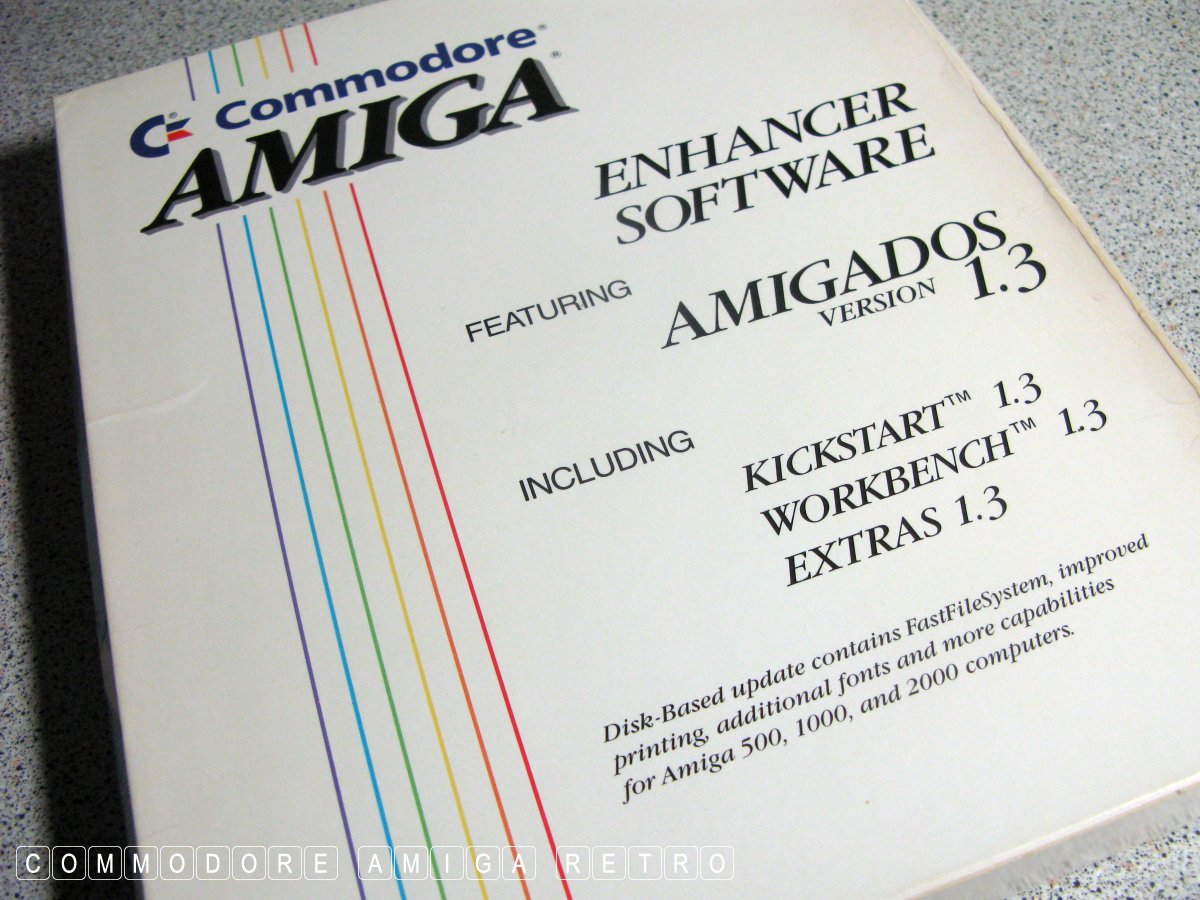 Commodore®
AMIGA®
ENHANCER
SOFTWARE
FEATURING AMIGADOS
VERSION 1.3
INCLUDING KICKSTART™ 1.3
WORKBENCH™ 1.3
EXTRAS 1.3
Disk-Based update contains FastFileSystem, improved
printing, additional fonts and more capabilities
for Amiga 500, 1000, and 2000 computers.
COMMODORE AMIGA RETRO